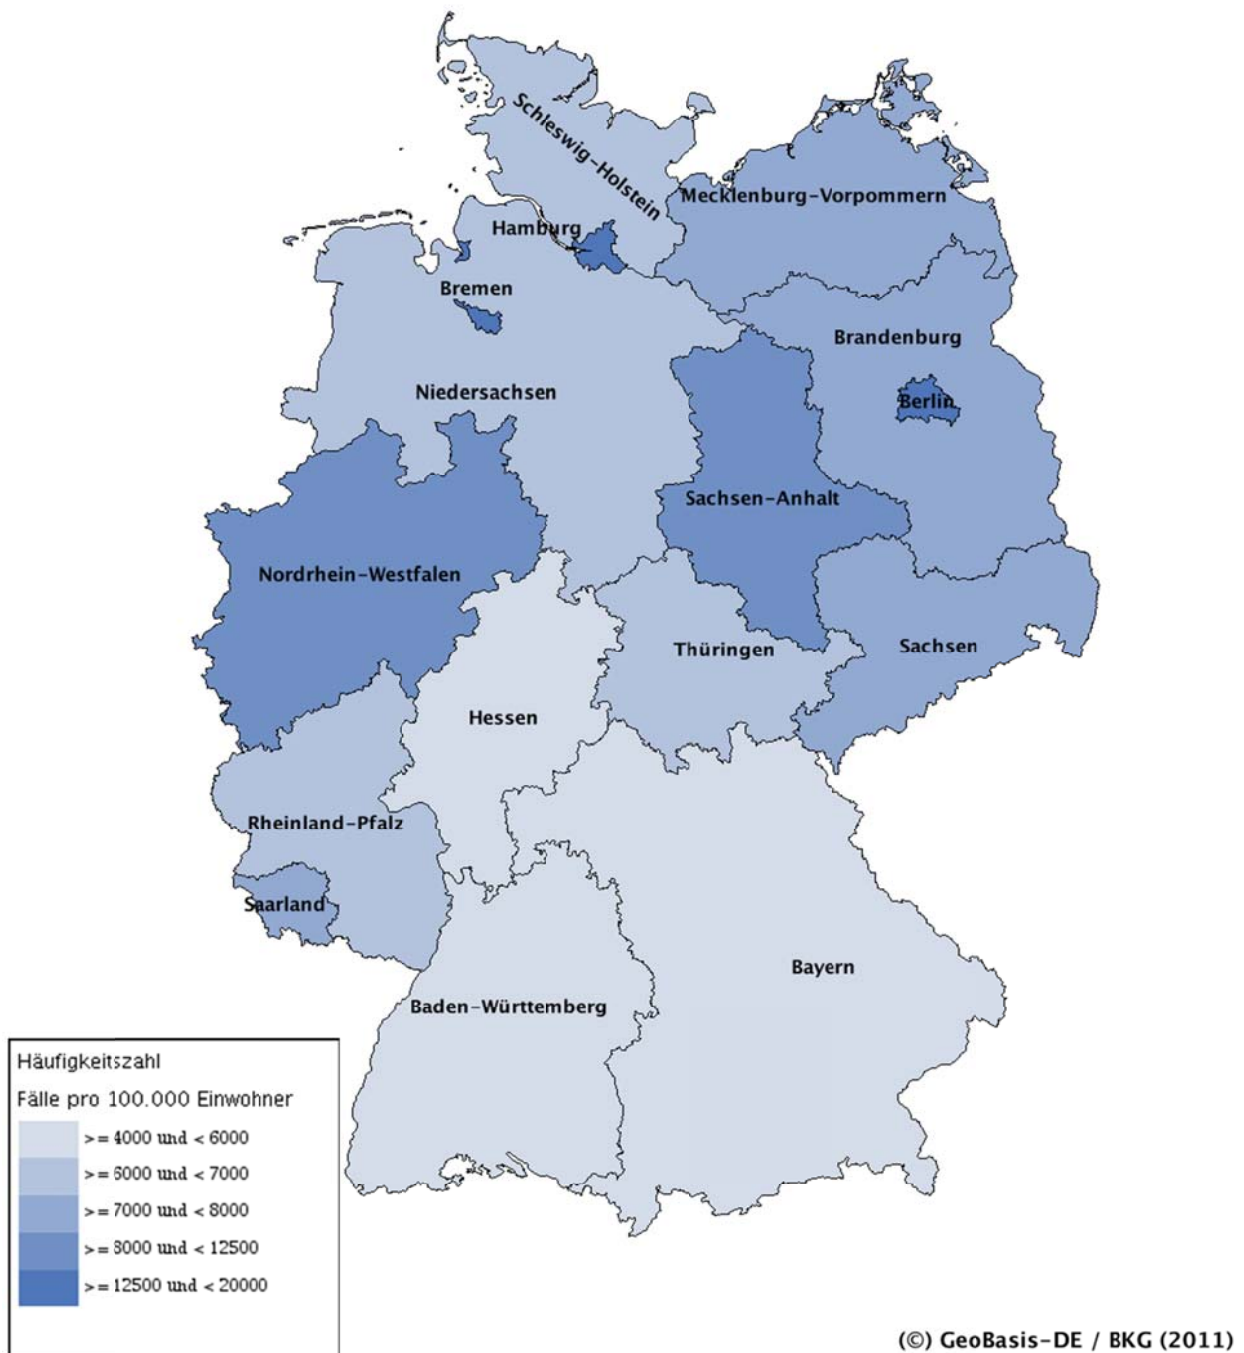 Schleswig-Holstein
Mecklenburg-Vorpommern
Hamburg
Bremen
Brandenburg
Niedersachsen
Berlin
Sachsen-Anhalt
Nordrhein-Westfalen
Thüringen
Sachsen
Hessen
Rheinland-Pfalz
Saarland
Bayern
Baden-Württemberg
Häufigkeitszahl
Fälle pro 100.000 Einwohner
>= 4000 und < 6000
>= 6000 und < 7000
>= 7000 und < 8000
>= 8000 und < 12500
>= 12500 und < 20000
(©) GeoBasis-DE / BKG (2011)